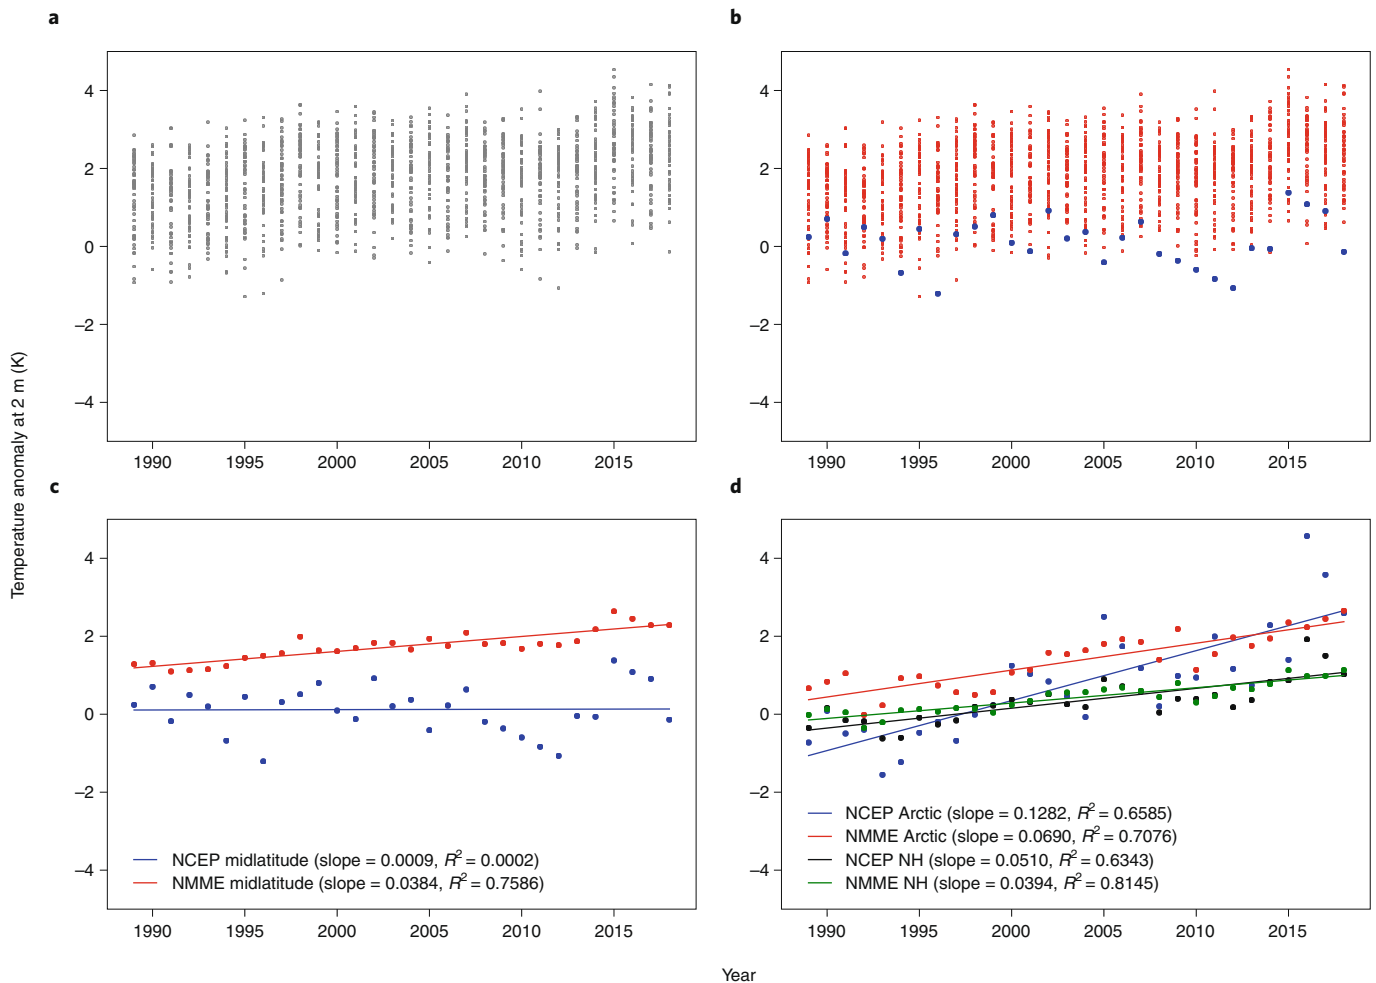 a
b
4
2
0
–2
–4
1990 1995 2000 2005 2010 2015
4
2
0
–2
–4
1990 1995 2000 2005 2010 2015
Temperature anomaly at 2 m (K)
c
d
4
2
0
–2
–4
NCEP midlatitude (slope = 0.0009, R² = 0.0002)
NMME midlatitude (slope = 0.0384, R² = 0.7586)
1990 1995 2000 2005 2010 2015
4
2
0
–2
–4
NCEP Arctic (slope = 0.1282, R² = 0.6585)
NMME Arctic (slope = 0.0690, R² = 0.7076)
NCEP NH (slope = 0.0510, R² = 0.6343)
NMME NH (slope = 0.0394, R² = 0.8145)
1990 1995 2000 2005 2010 2015
Year